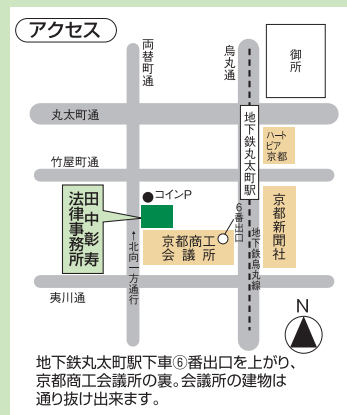 アクセス
両替町通
烏丸通
御所
丸太町通
地下鉄丸太町駅
ハート
ピア
京都
竹屋町通
コインP
田中彰寿
法律事務所
6番出口
京都新聞社
京都商工
会議所
↑北向一方通行
地下鉄烏丸線
夷川通
N
地下鉄丸太町駅下車⑥番出口を上がり、
京都商工会議所の裏。会議所の建物は
通り抜け出来ます。